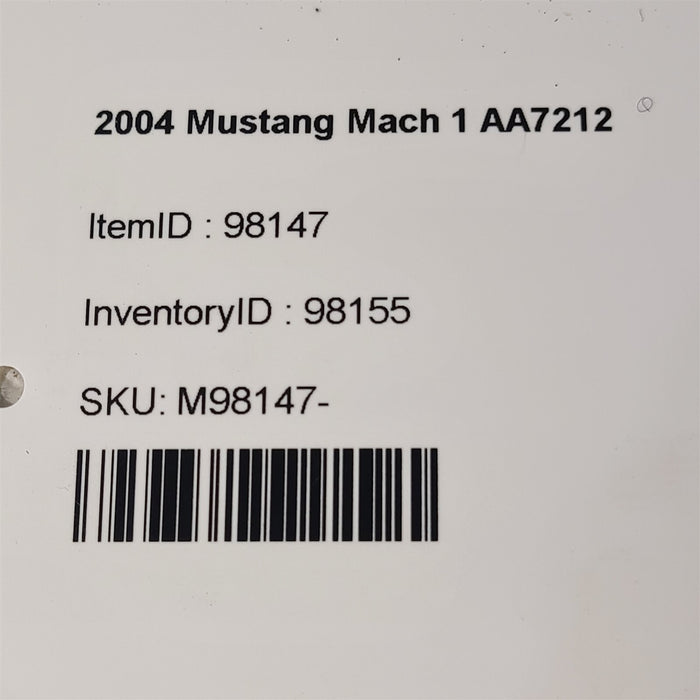 2004 Mustang Mach 1 AA7212
ItemID : 98147
InventoryID : 98155
SKU: M98147-